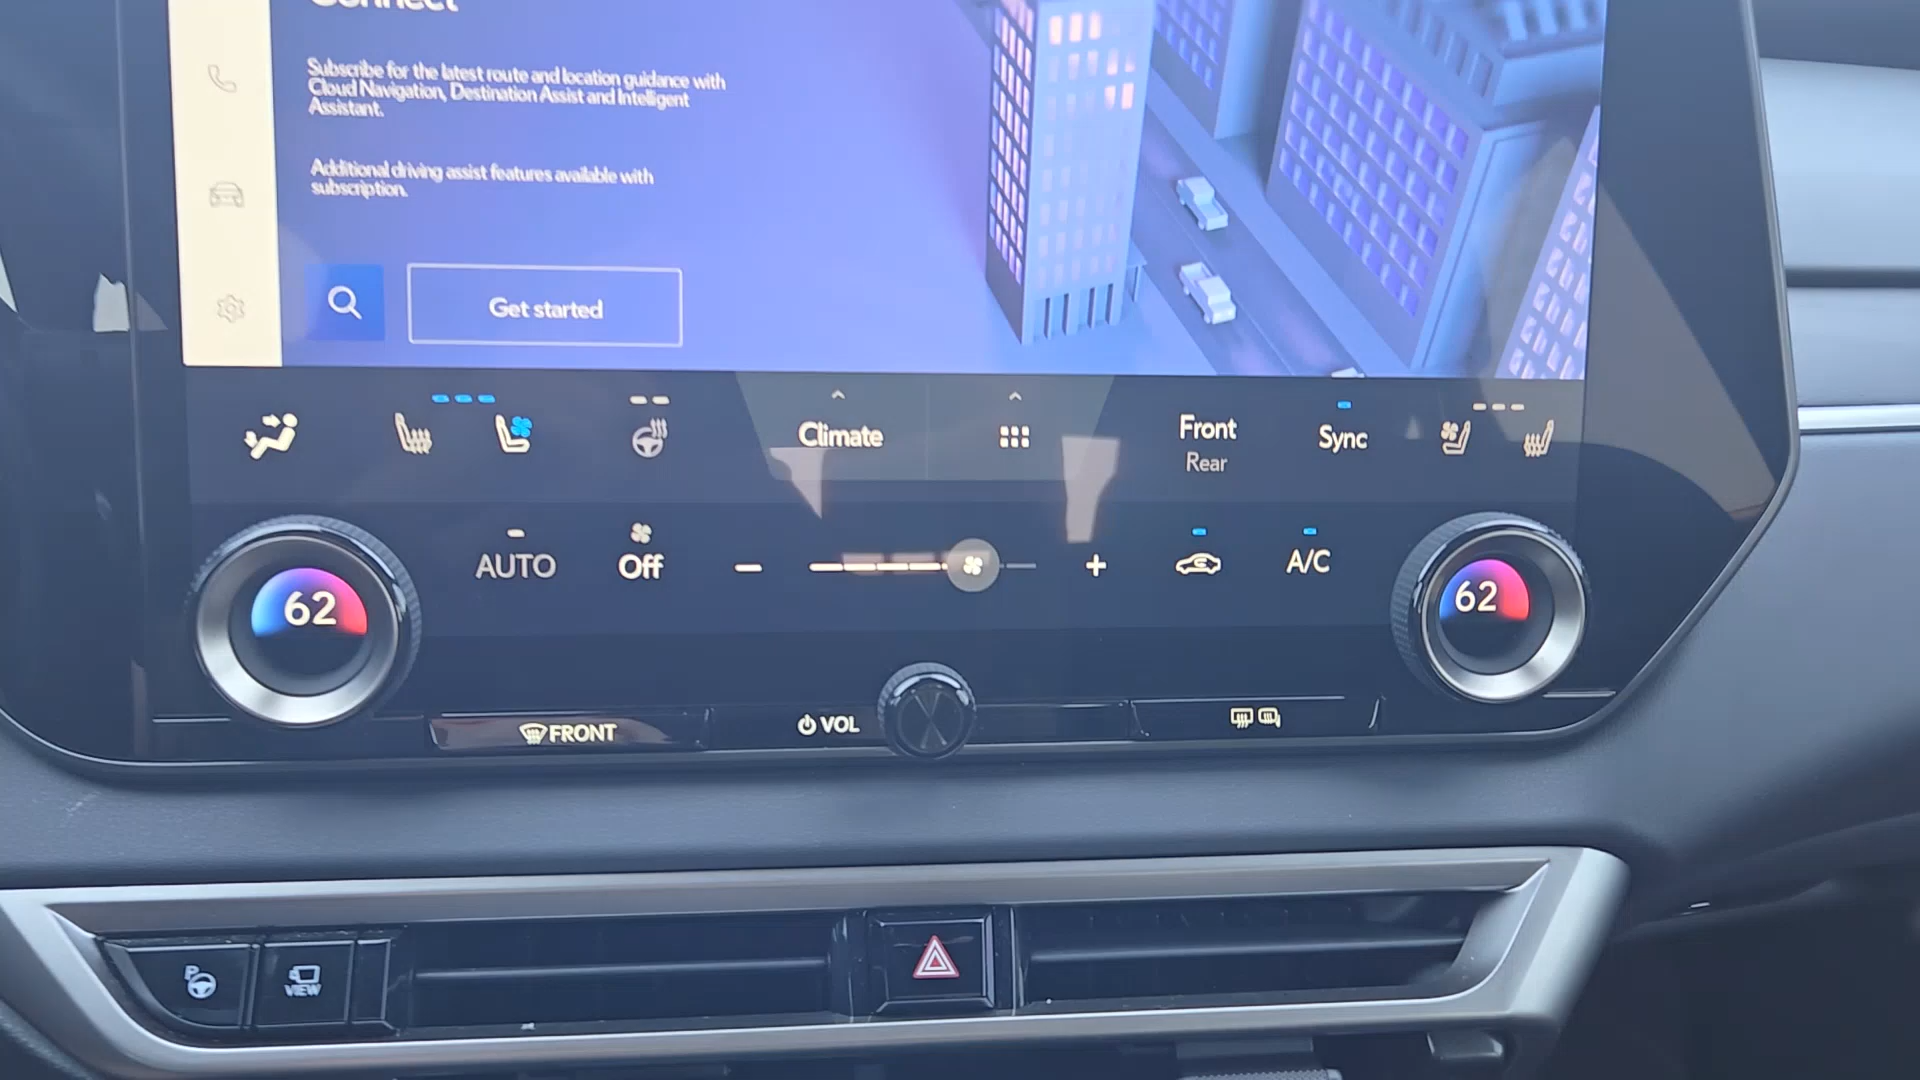 Connect
Subscribe for the latest route and location guidance with
Cloud Navigation, Destination Assist and Intelligent
Assistant.
Additional driving assist features available with
subscription.
Get started
Climate
Front
Rear
Sync
AUTO
Off
A/C
62
62
FRONT
VOL
P
VIEW